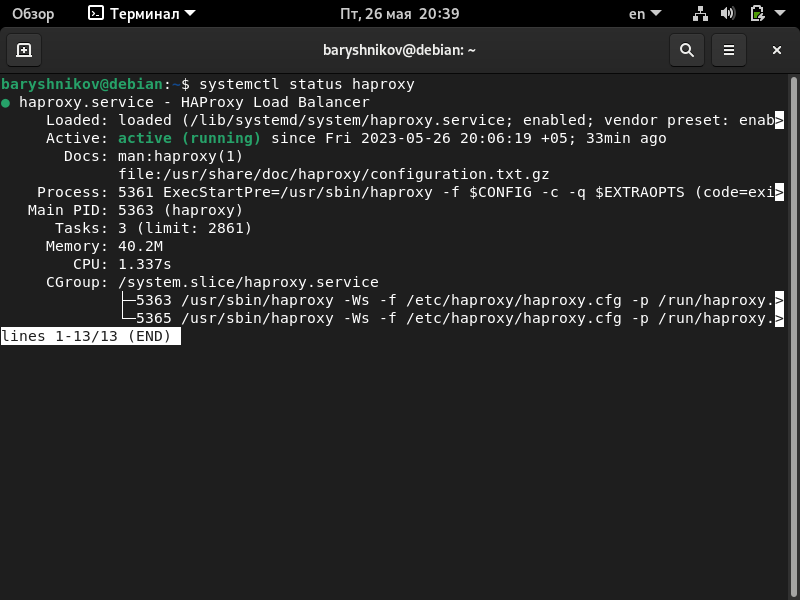 Обзор Терминал Пт, 26 мая 20:39 en
baryshnikov@debian: ~
baryshnikov@debian:~$ systemctl status haproxy
● haproxy.service - HAProxy Load Balancer
Loaded: loaded (/lib/systemd/system/haproxy.service; enabled; vendor preset: enab>
Active: active (running) since Fri 2023-05-26 20:06:19 +05; 33min ago
Docs: man:haproxy(1)
file:/usr/share/doc/haproxy/configuration.txt.gz
Process: 5361 ExecStartPre=/usr/sbin/haproxy -f $CONFIG -c -q $EXTRAOPTS (code=exi>
Main PID: 5363 (haproxy)
Tasks: 3 (limit: 2861)
Memory: 40.2M
CPU: 1.337s
CGroup: /system.slice/haproxy.service
├─5363 /usr/sbin/haproxy -Ws -f /etc/haproxy/haproxy.cfg -p /run/haproxy.>
└─5365 /usr/sbin/haproxy -Ws -f /etc/haproxy/haproxy.cfg -p /run/haproxy.>
lines 1-13/13 (END)